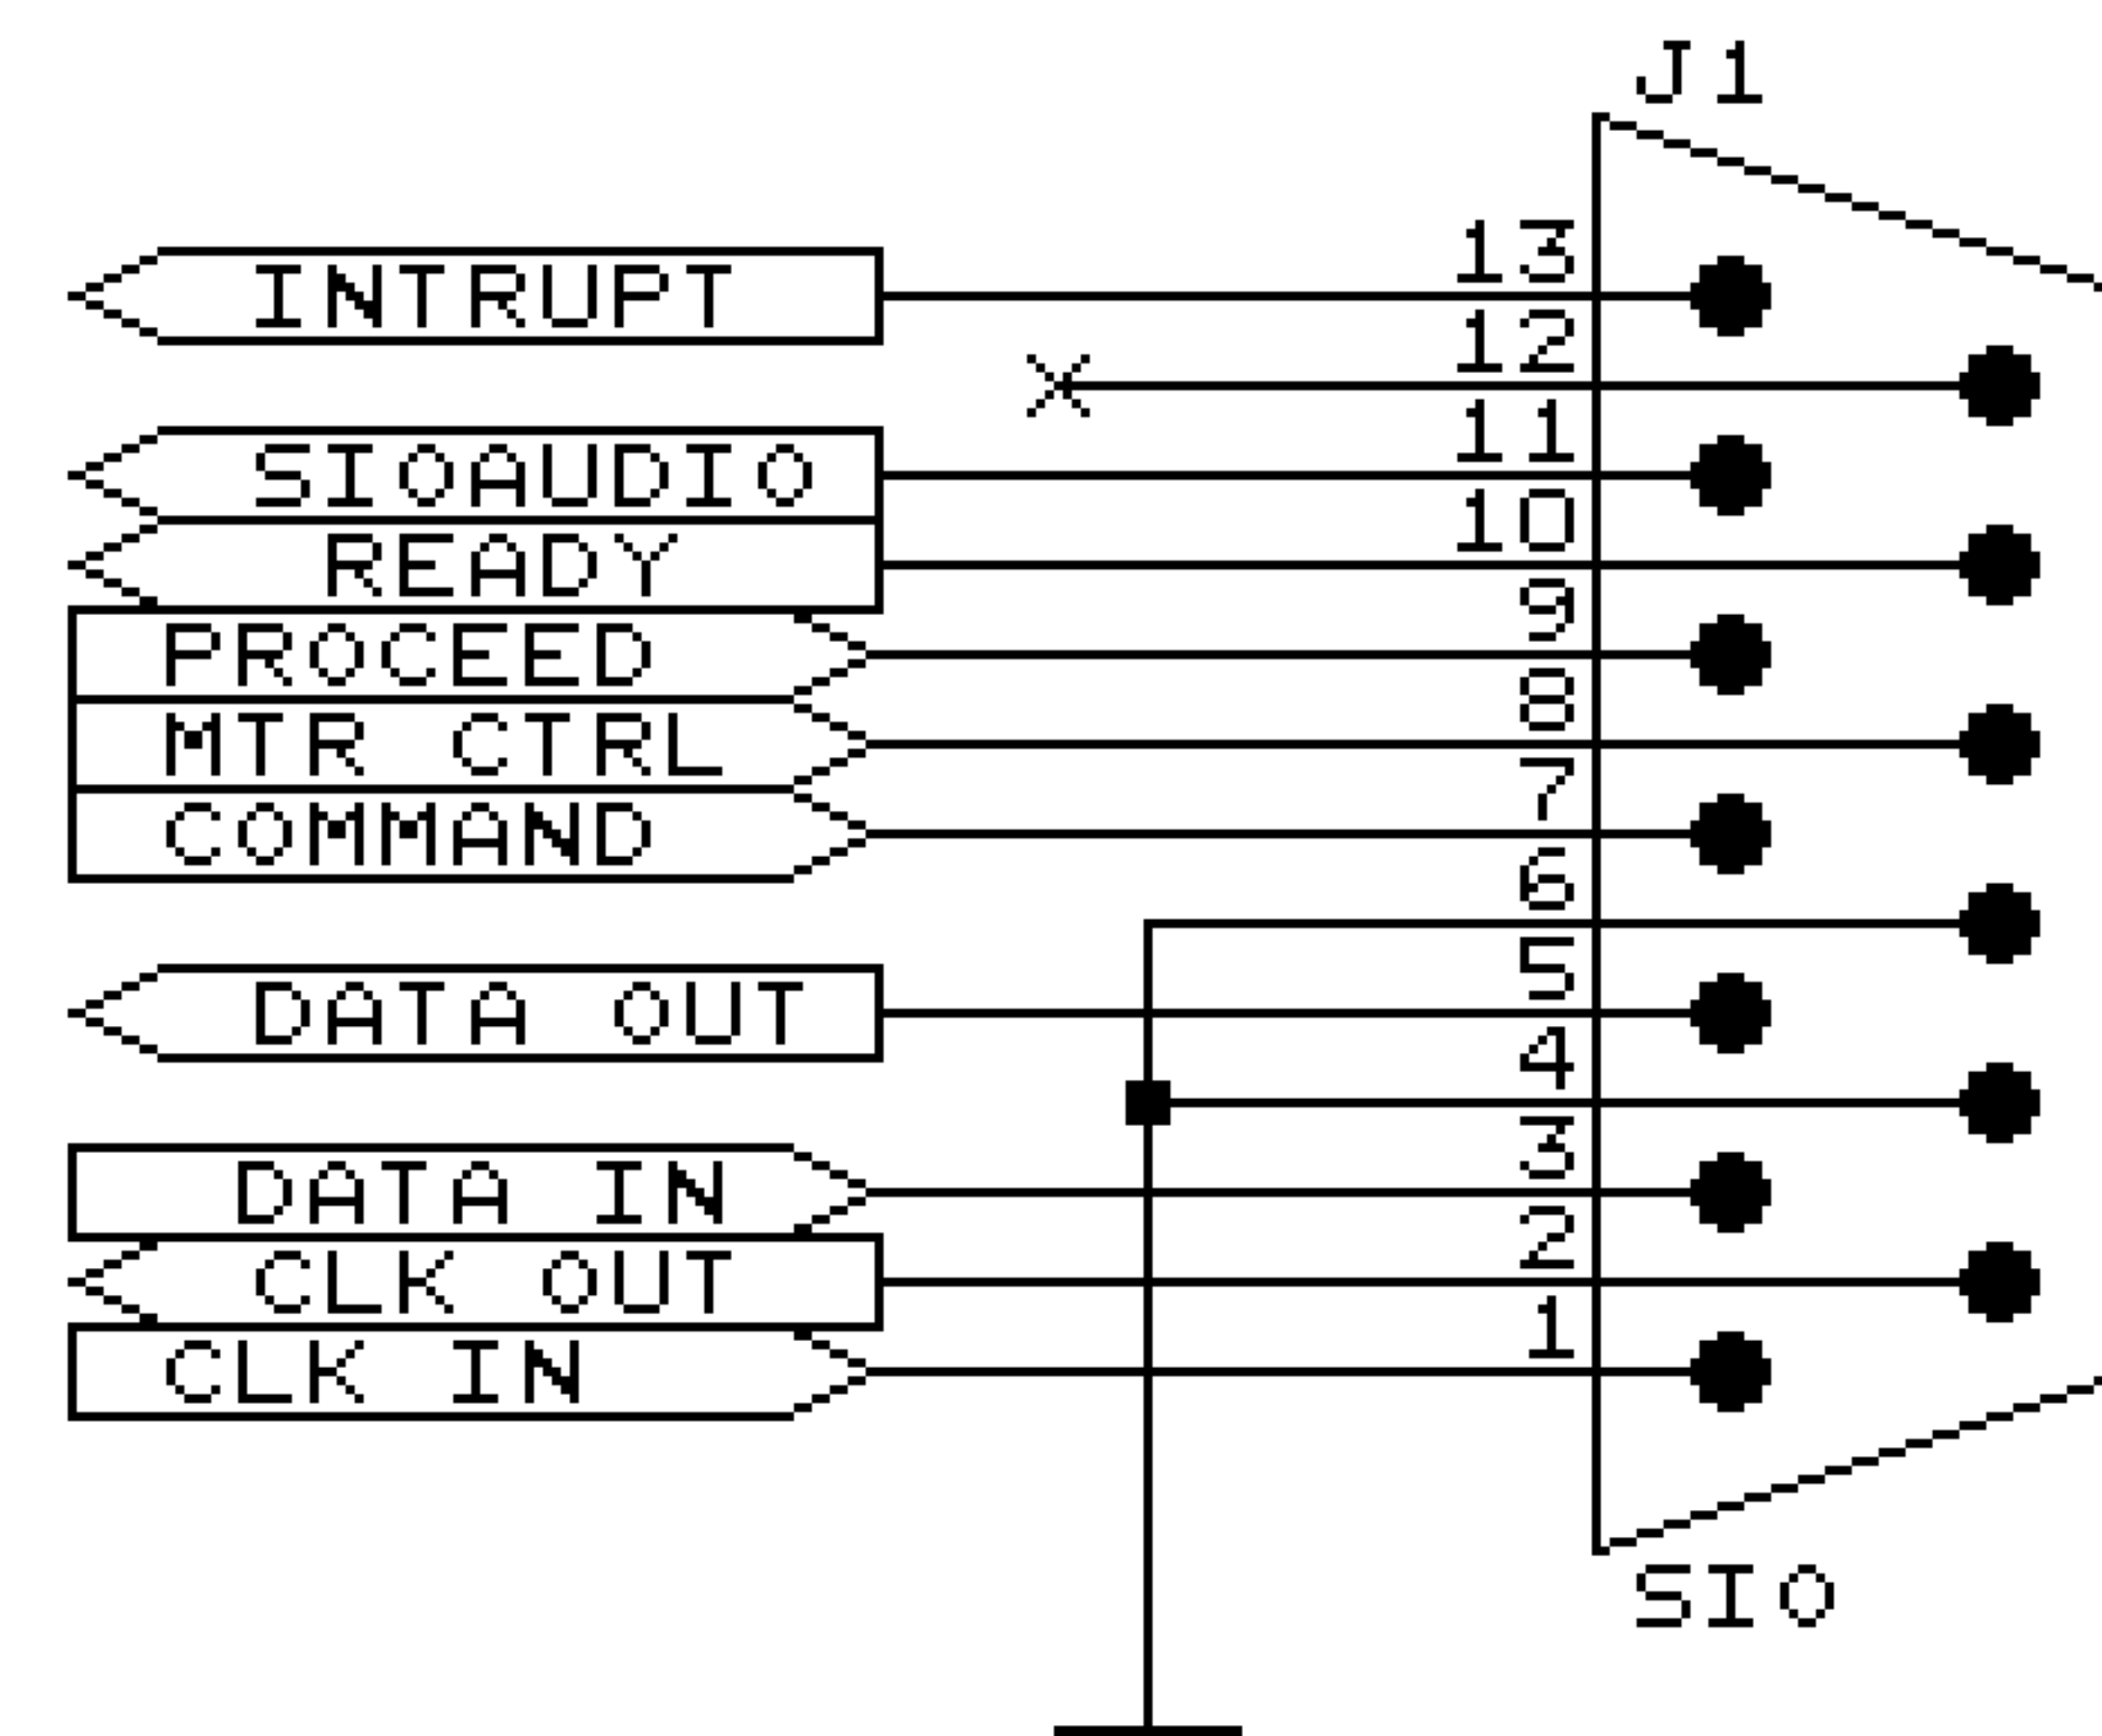 J1
13
INTRUPT
12
11
SIOAUDIO
10
READY
9
PROCEED
8
MTR CTRL
7
COMMAND
6
5
DATA OUT
4
3
DATA IN
2
CLK OUT
1
CLK IN
SIO